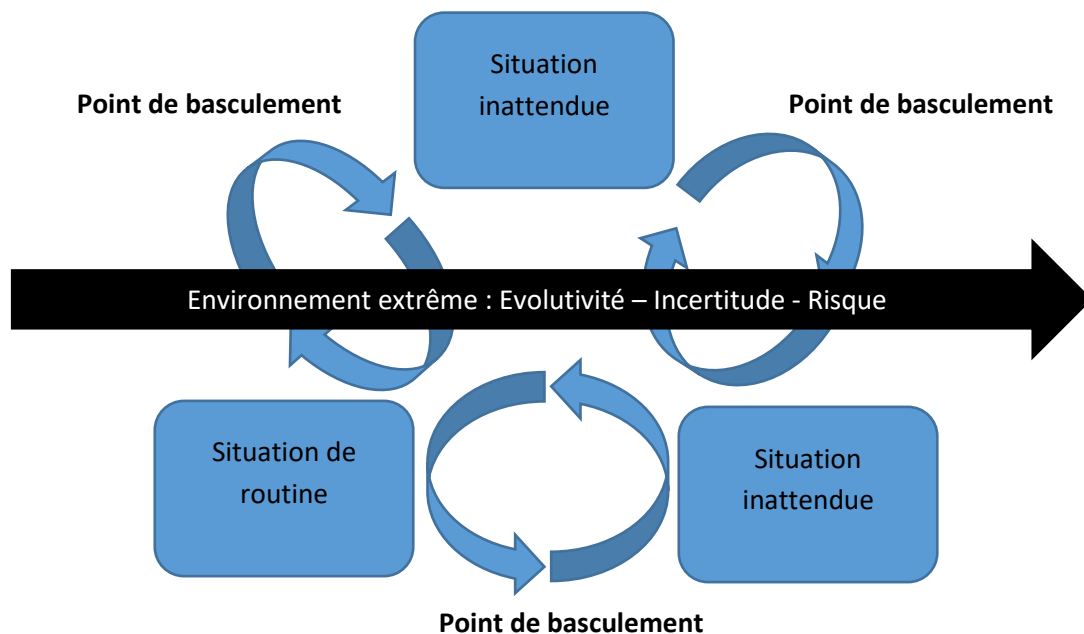 Situation
inattendue
Point de basculement
Point de basculement
Environnement extrême : Evolutivité – Incertitude - Risque
Situation de
routine
Situation
inattendue
Point de basculement